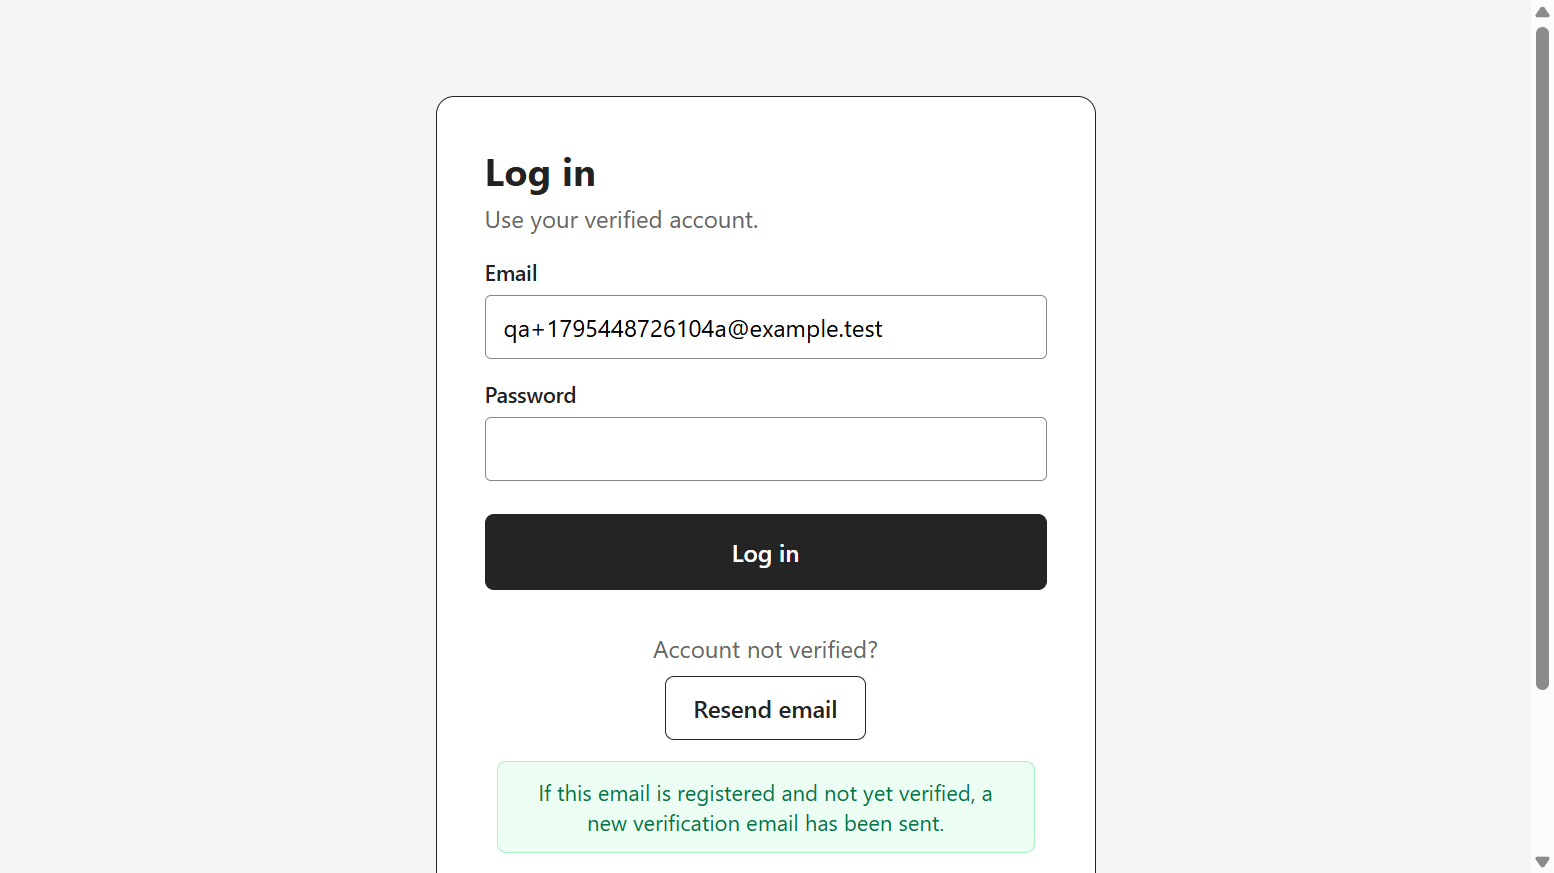 Log in
Use your verified account.
Email
qa+1795448726104a@example.test
Password
Log in
Account not verified?
Resend email
If this email is registered and not yet verified, a
new verification email has been sent.